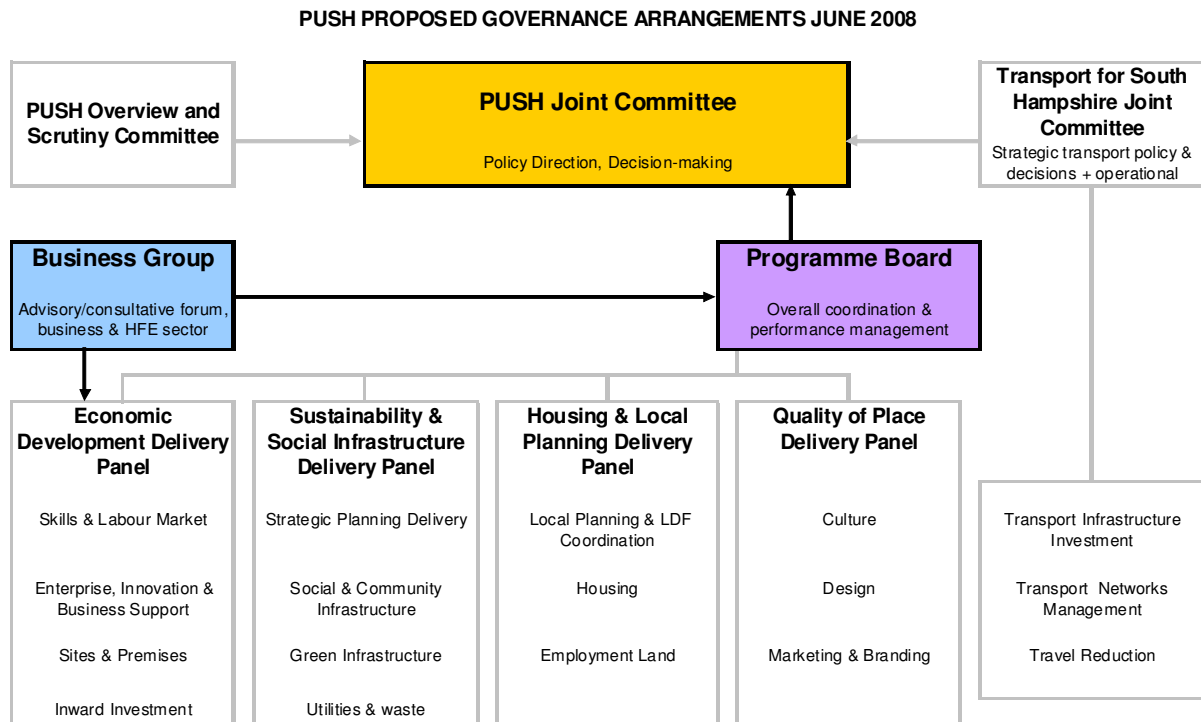 PUSH PROPOSED GOVERNANCE ARRANGEMENTS JUNE 2008
PUSH Overview and
Scrutiny Committee
PUSH Joint Committee
Policy Direction, Decision-making
Transport for South
Hampshire Joint
Committee
Strategic transport policy &
decisions + operational
Business Group
Advisory/consultative forum,
business & HFE sector
Programme Board
Overall coordination &
performance management
Economic
Development Delivery
Panel
Skills & Labour Market
Enterprise, Innovation &
Business Support
Sites & Premises
Inward Investment
Sustainability &
Social Infrastructure
Delivery Panel
Strategic Planning Delivery
Social & Community
Infrastructure
Green Infrastructure
Utilities & waste
Housing & Local
Planning Delivery
Panel
Local Planning & LDF
Coordination
Housing
Employment Land
Quality of Place
Delivery Panel
Culture
Design
Marketing & Branding
Transport Infrastructure
Investment
Transport Networks
Management
Travel Reduction